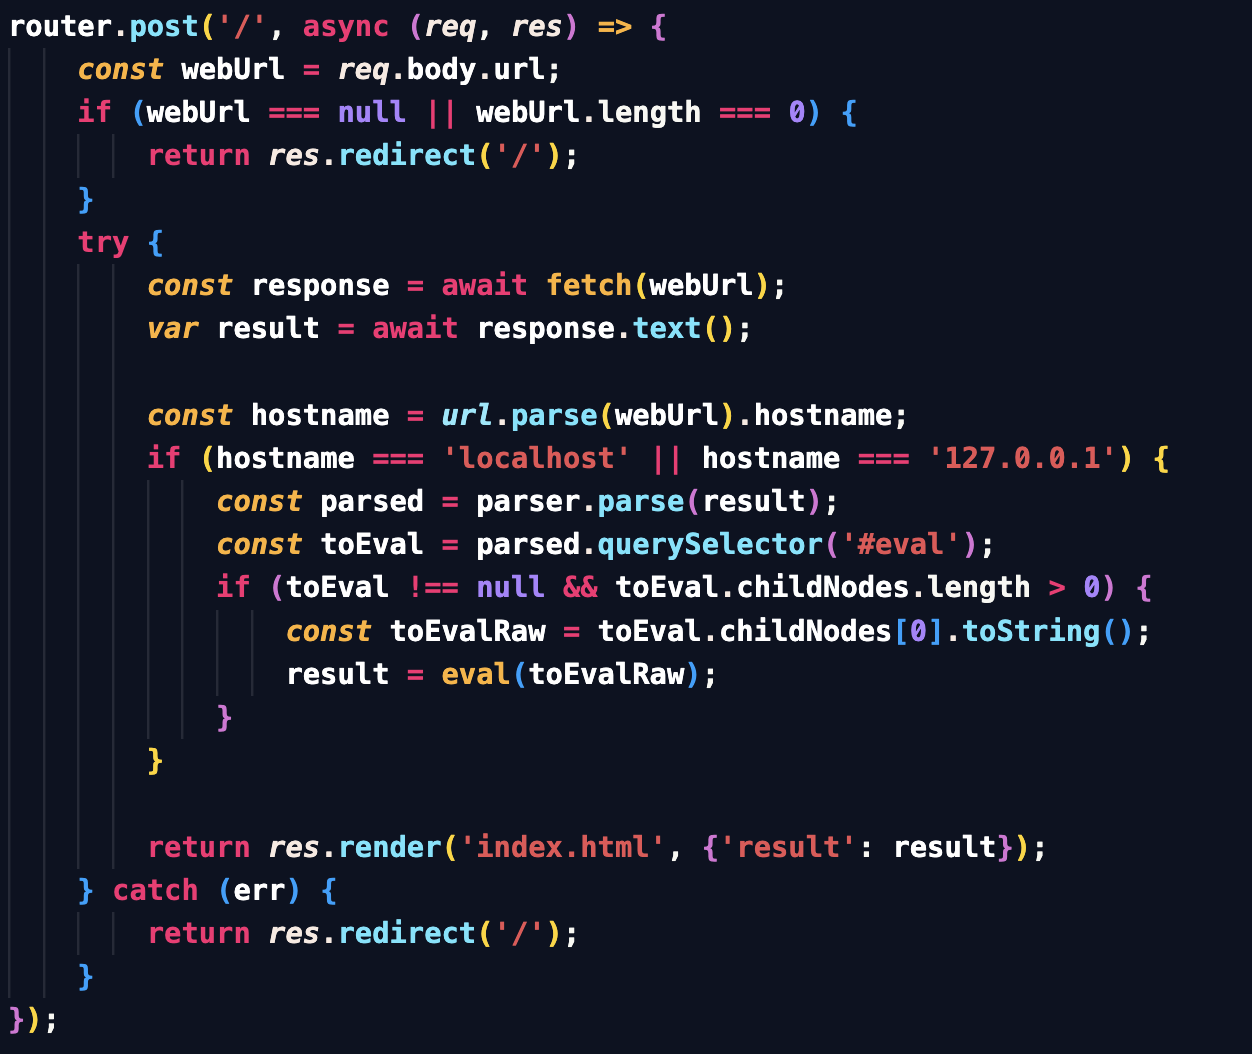 router.post('/', async (req, res) => {
    const webUrl = req.body.url;
    if (webUrl === null || webUrl.length === 0) {
        return res.redirect('/');
    }
    try {
        const response = await fetch(webUrl);
        var result = await response.text();

        const hostname = url.parse(webUrl).hostname;
        if (hostname === 'localhost' || hostname === '127.0.0.1') {
            const parsed = parser.parse(result);
            const toEval = parsed.querySelector('#eval');
            if (toEval !== null && toEval.childNodes.length > 0) {
                const toEvalRaw = toEval.childNodes[0].toString();
                result = eval(toEvalRaw);
            }
        }

        return res.render('index.html', {'result': result});
    } catch (err) {
        return res.redirect('/');
    }
});